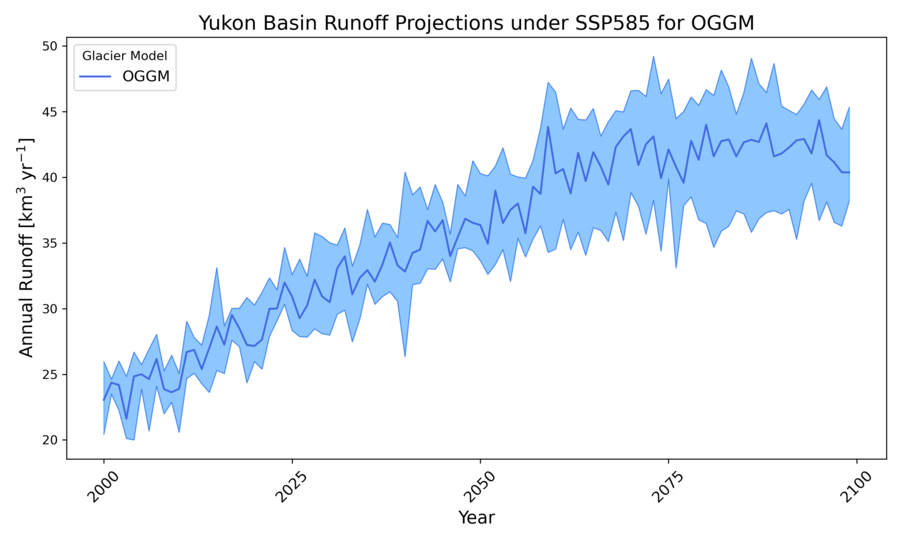 Yukon Basin Runoff Projections under SSP585 for OGGM
Glacier Model
OGGM
Annual Runoff [km³ yr⁻¹]
50
45
40
35
30
25
20
2000
2025
2050
2075
2100
Year